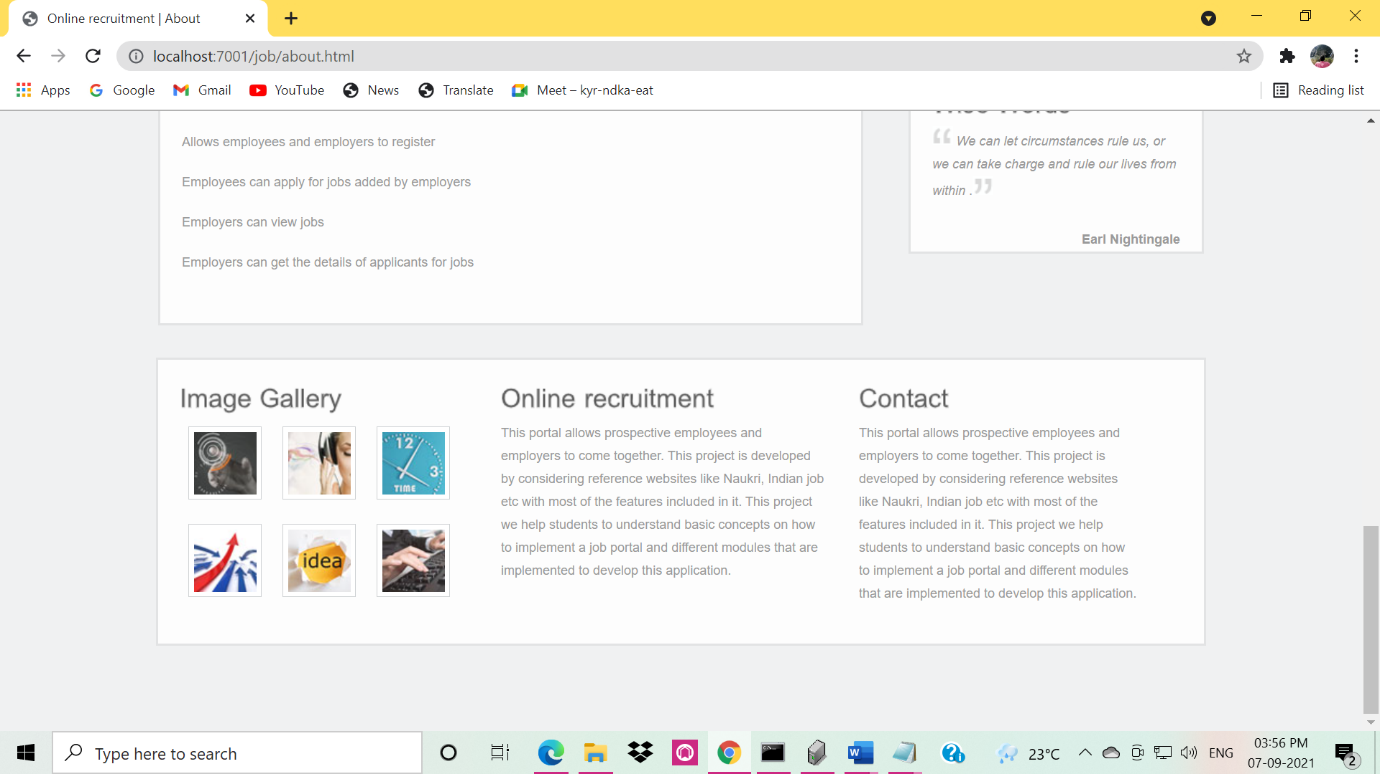 Online recruitment | About
localhost:7001/job/about.html
Apps
Google
Gmail
YouTube
News
Translate
Meet – kyr-ndka-eat
Reading list
Allows employees and employers to register
Employees can apply for jobs added by employers
Employers can view jobs
Employers can get the details of applicants for jobs
Wise Words
“ We can let circumstances rule us, or
we can take charge and rule our lives from
within .”
Earl Nightingale
Image Gallery
12
3
TIME
idea
Online recruitment
This portal allows prospective employees and
employers to come together. This project is developed
by considering reference websites like Naukri, Indian job
etc with most of the features included in it. This project
we help students to understand basic concepts on how
to implement a job portal and different modules that are
implemented to develop this application.
Contact
This portal allows prospective employees and
employers to come together. This project is
developed by considering reference websites
like Naukri, Indian job etc with most of the
features included in it. This project we help
students to understand basic concepts on how
to implement a job portal and different modules
that are implemented to develop this application.
Type here to search
23°C
ENG
03:56 PM
07-09-2021
2